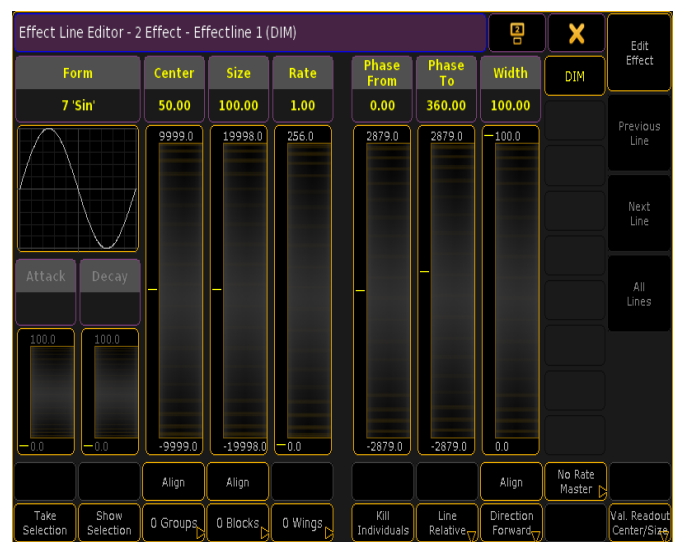 Effect Line Editor - 2 Effect - Effectline 1 (DIM)
2
Edit
Effect
Form
Center
Size
Rate
Phase
From
Phase
To
Width
DIM
7 'Sin'
50.00
100.00
1.00
0.00
360.00
100.00
9999.0
19998.0
256.0
2879.0
2879.0
100.0
Previous
Line
Next
Line
All
Lines
Attack
Decay
100.0
100.0
0.0
0.0
-9999.0
-19998.0
0.0
-2879.0
-2879.0
0.0
Align
Align
Align
No Rate
Master
Take
Selection
Show
Selection
0 Groups
0 Blocks
0 Wings
Kill
Individuals
Line
Relative
Direction
Forward
Val. Readout
Center/Size